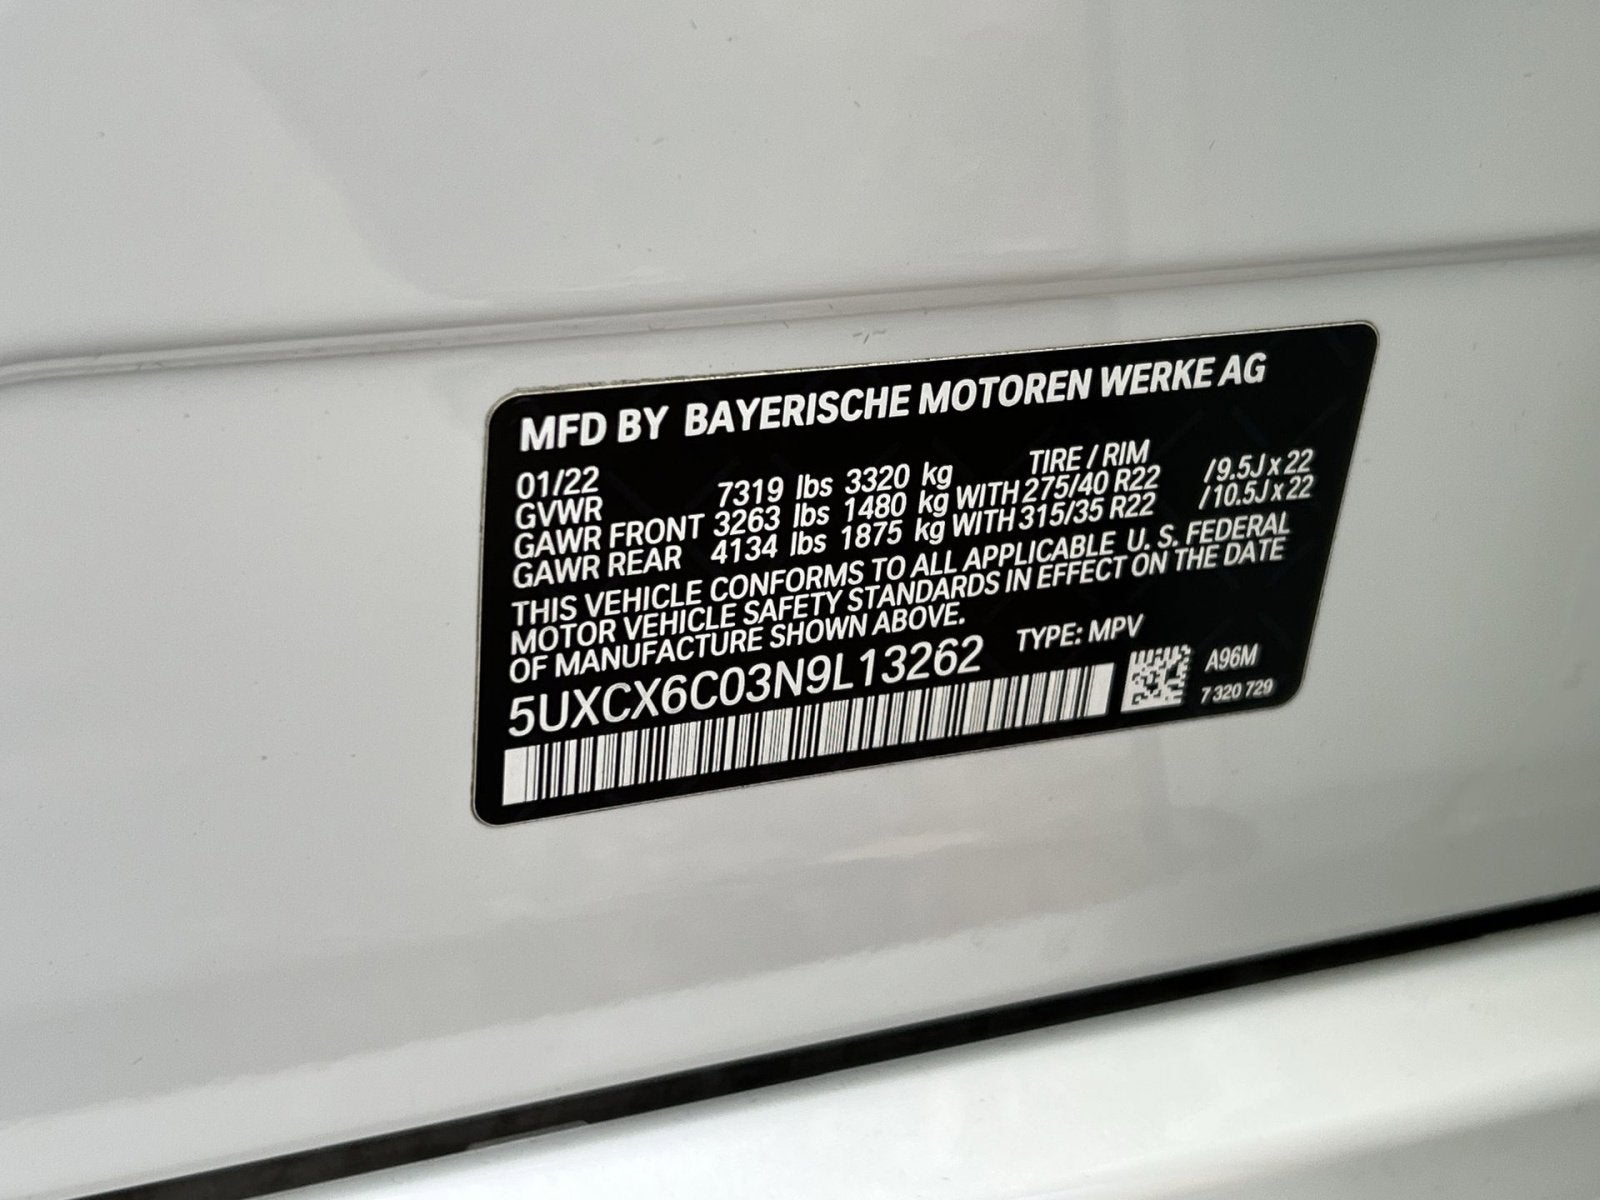 MFD BY BAYERISCHE MOTOREN WERKE AG
01/22 TIRE / RIM
GVWR 7319 lbs 3320 kg
GAWR FRONT 3263 lbs 1480 kg WITH 275/40 R22 /9.5J x 22
GAWR REAR 4134 lbs 1875 kg WITH 315/35 R22 /10.5J x 22
THIS VEHICLE CONFORMS TO ALL APPLICABLE U. S. FEDERAL
MOTOR VEHICLE SAFETY STANDARDS IN EFFECT ON THE DATE
OF MANUFACTURE SHOWN ABOVE.
5UXCX6C03N9L13262 TYPE: MPV
A96M
7 320 729